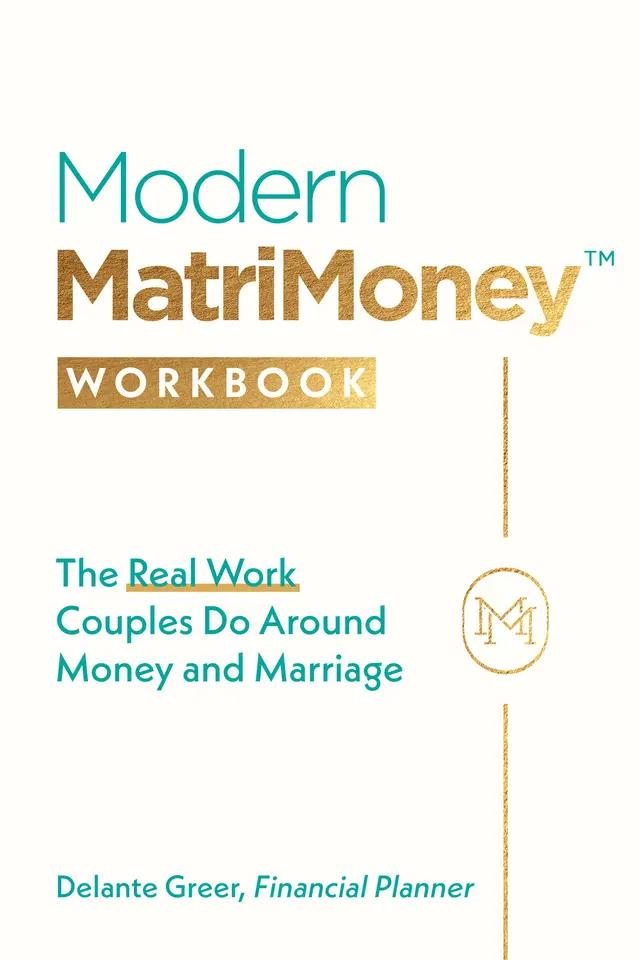 Modern
MatriMoney™
WORKBOOK
The Real Work
Couples Do Around
Money and Marriage
MM
Delante Greer, Financial Planner